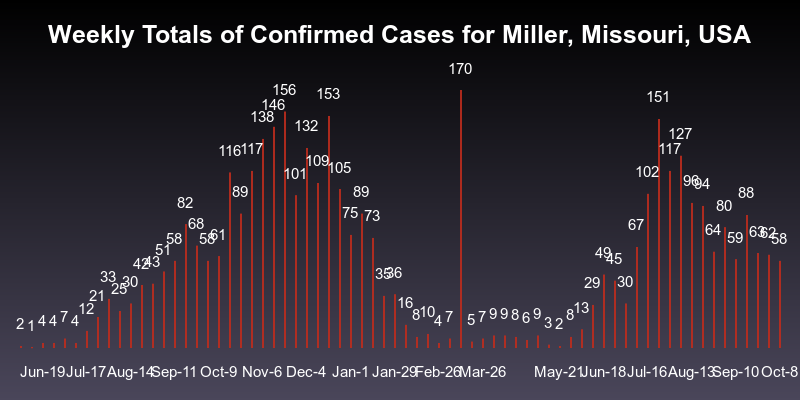 Weekly Totals of Confirmed Cases for Miller, Missouri, USA
2 1 4 4 7 4 12 21 33 25 30 42 43 51 58 82 68 58 61 116 89 117 138 146 156 101 132 109 153 105 75 89 73 35 36 16 8 10 4 7 170 5 7 9 9 8 6 9 3 2 8 13 29 49 45 30 67 102 151 117 127 96 94 64 80 59 88 63 62 58
Jun-19 Jul-17 Aug-14 Sep-11 Oct-9 Nov-6 Dec-4 Jan-1 Jan-29 Feb-26 Mar-26 May-21 Jun-18 Jul-16 Aug-13 Sep-10 Oct-8